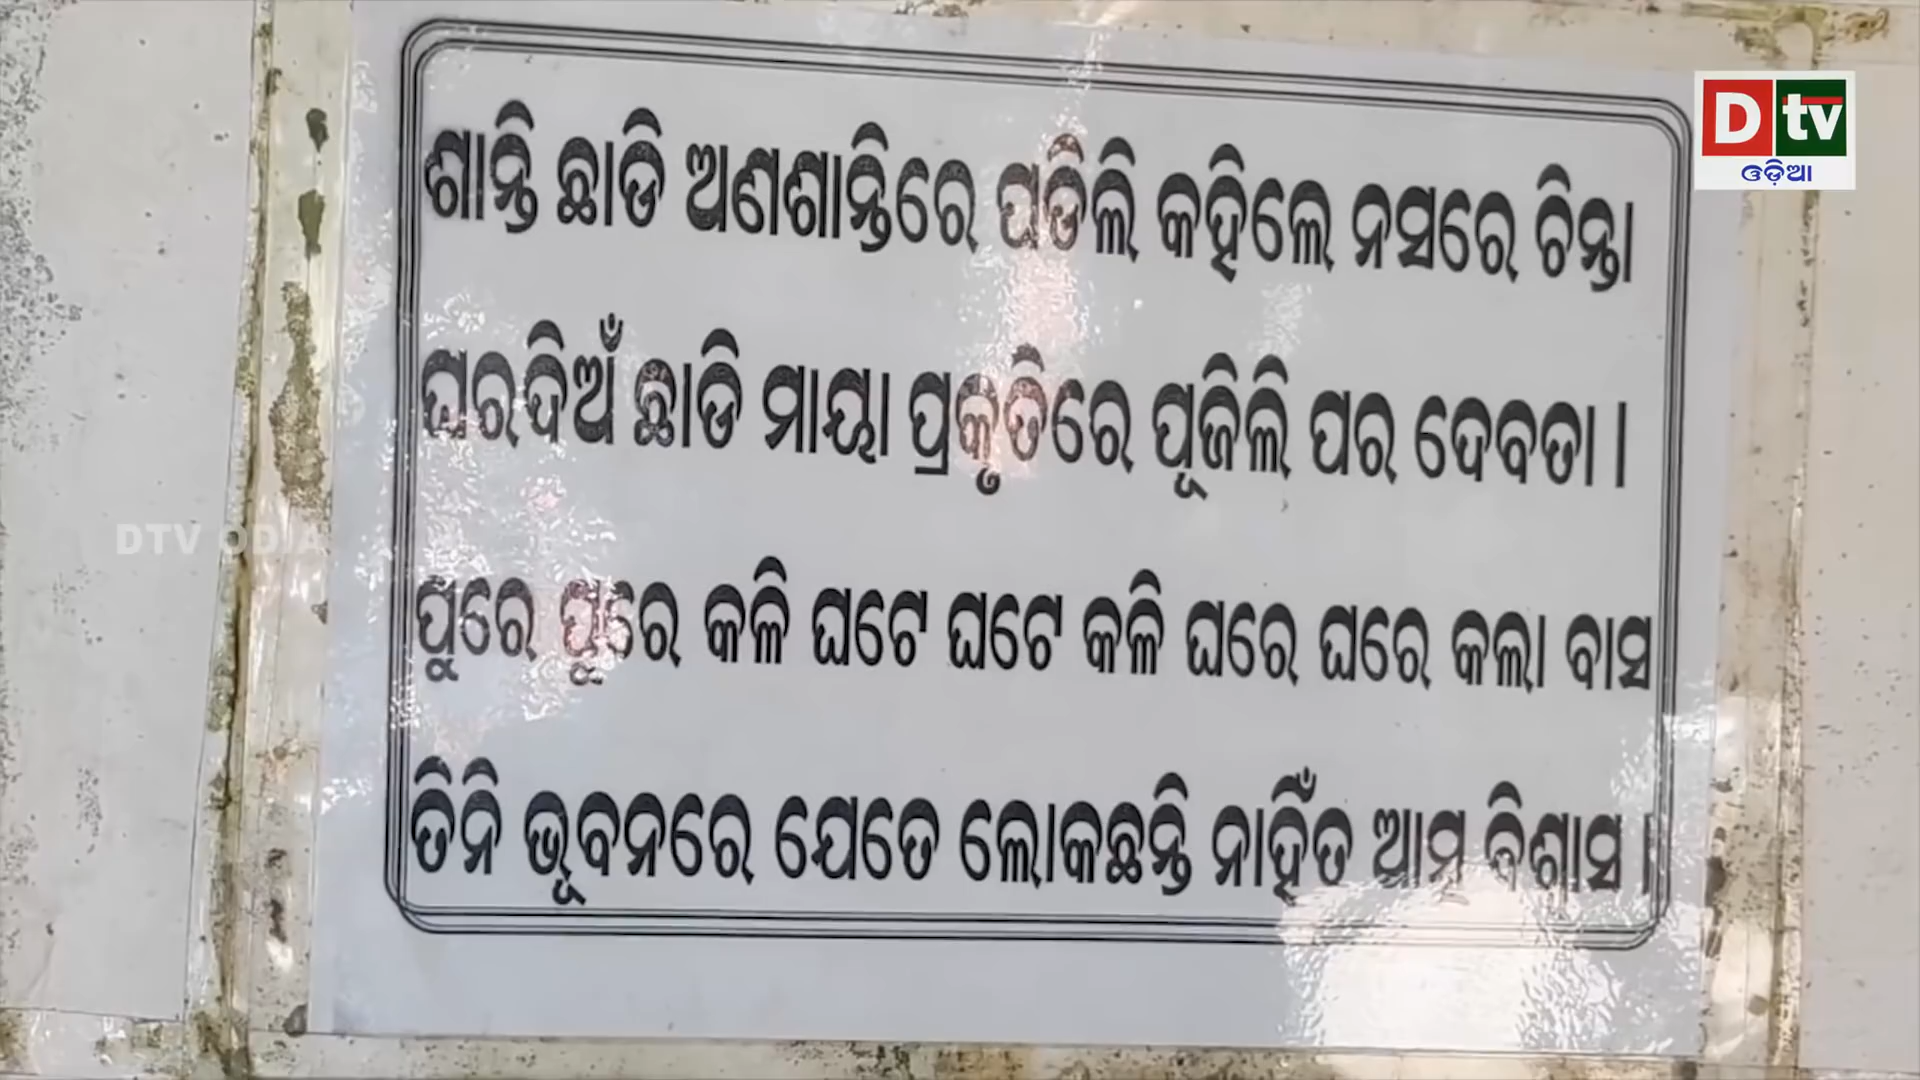 ଶାନ୍ତି ଛାଡି ଅଣଶାନ୍ତିରେ ପଡିଲି କହିଲେ ନସରେ ଚିନ୍ତା
ଘରଦିଅଁ ଛାଡି ମାୟା ପ୍ରକୃତିରେ ପୂଜିଲି ପର ଦେବତା ।
ପୁରେ ପୁରେ କଳି ଘଟେ ଘଟେ କଳି ଘରେ ଘରେ କଲା ବାସ
ତିନି ଭୂବନରେ ଯେତେ ଲୋକଛନ୍ତି ନାହିଁତ ଆମ୍ଭ ବିଶ୍ୱାସ ।
D tv
ଓଡ଼ିଆ
DTV ODIA